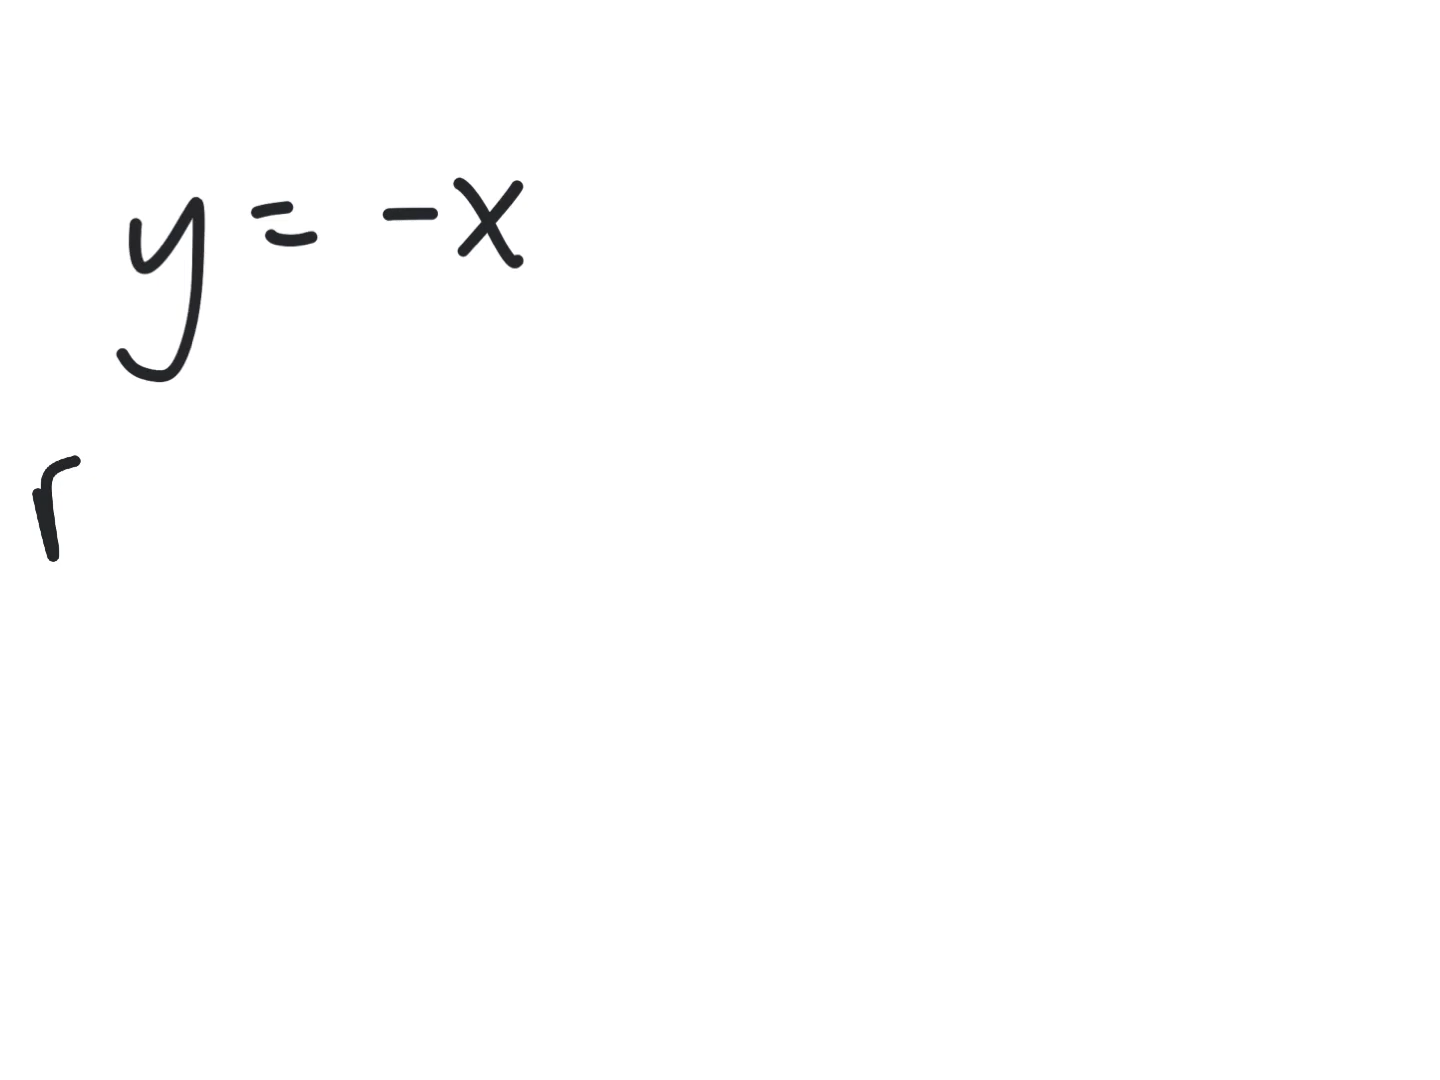 y = -x
r